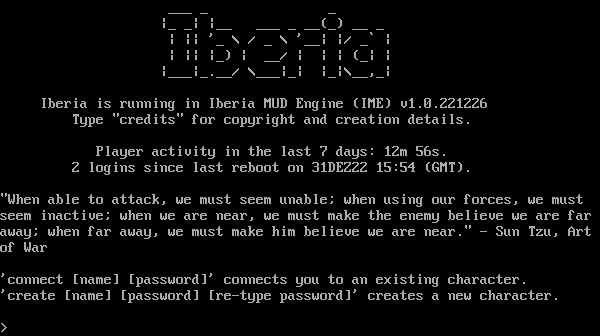 Iberia
Iberia is running in Iberia MUD Engine (IME) v1.0.221226
Type "credits" for copyright and creation details.
Player activity in the last 7 days: 12m 56s.
2 logins since last reboot on 31DEZ22 15:54 (GMT).
"When able to attack, we must seem unable; when using our forces, we must
seem inactive; when we are near, we must make the enemy believe we are far
away; when far away, we must make him believe we are near." - Sun Tzu, Art
of War
'connect [name] [password]' connects you to an existing character.
'create [name] [password] [re-type password]' creates a new character.
>